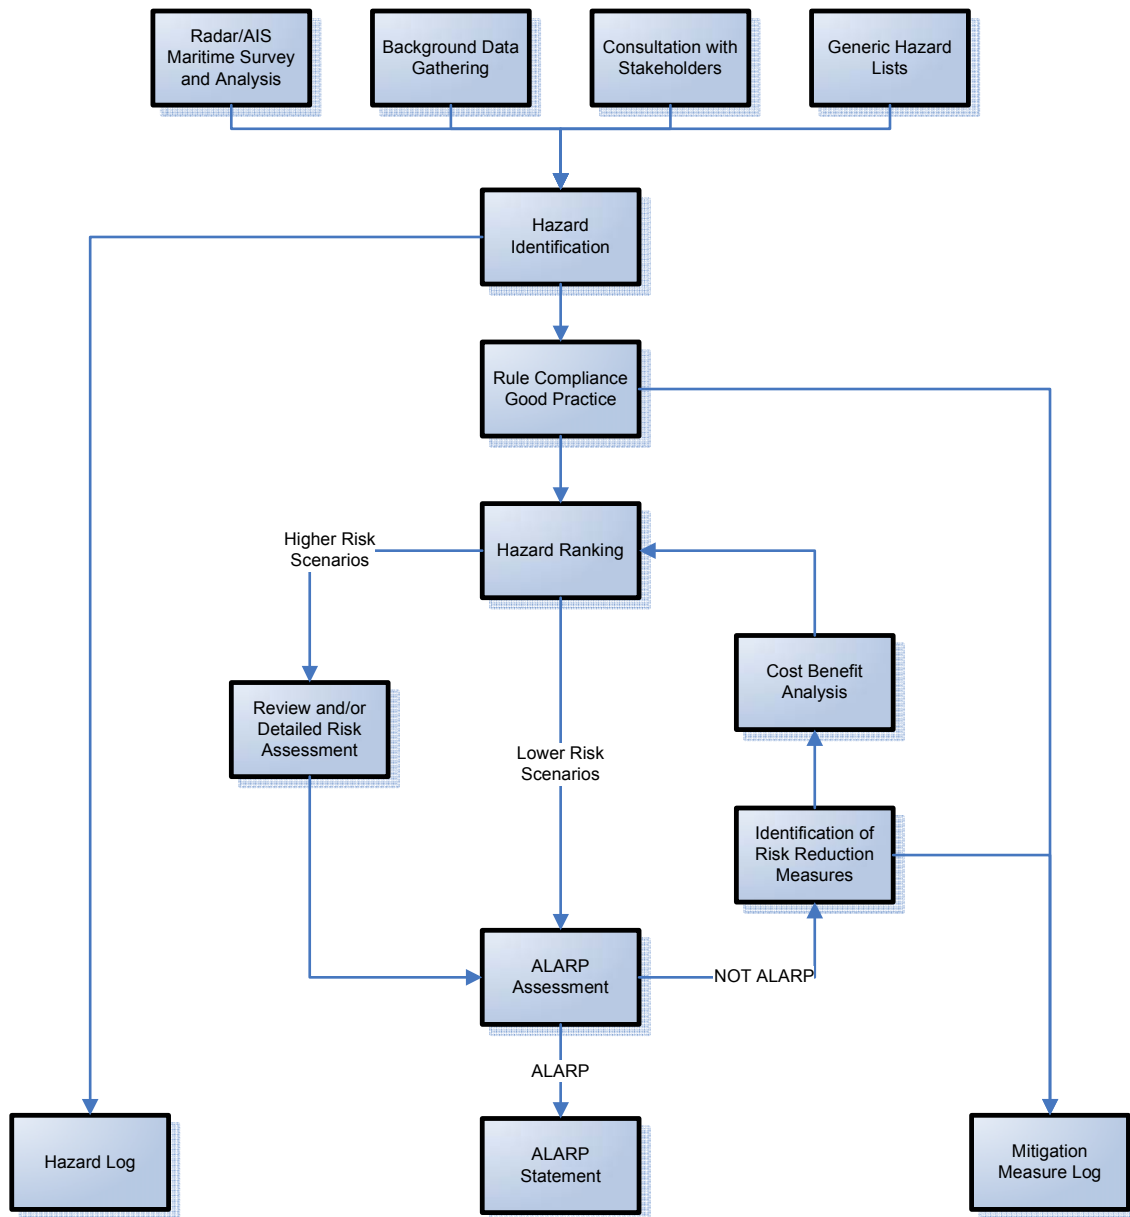 Radar/AIS
Maritime Survey
and Analysis
Background Data
Gathering
Consultation with
Stakeholders
Generic Hazard
Lists
Hazard
Identification
Rule Compliance
Good Practice
Higher Risk
Scenarios
Hazard Ranking
Cost Benefit
Analysis
Review and/or
Detailed Risk
Assessment
Lower Risk
Scenarios
Identification of
Risk Reduction
Measures
ALARP
Assessment
NOT ALARP
ALARP
Hazard Log
ALARP
Statement
Mitigation
Measure Log